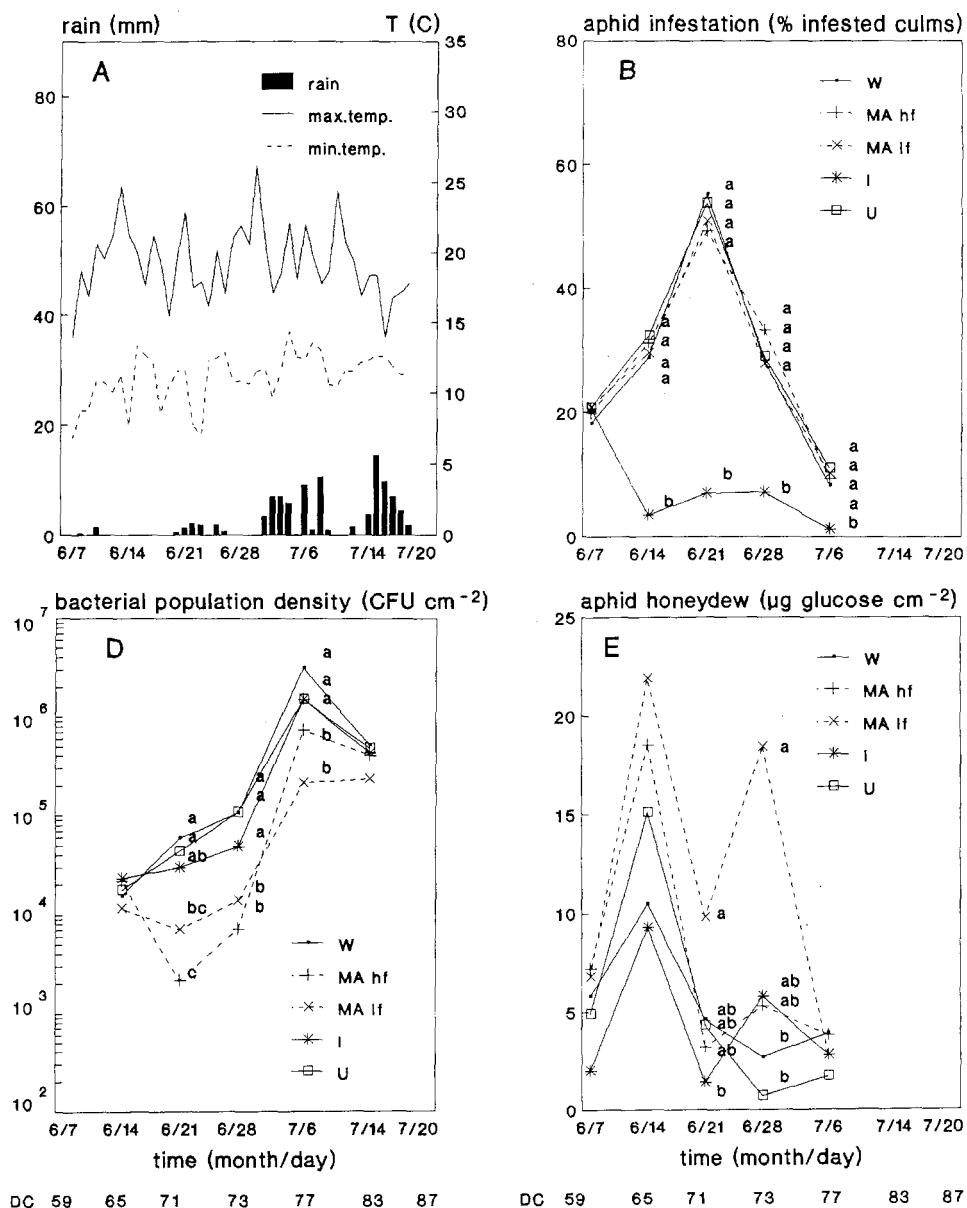 rain (mm) T (C)
A
rain
max.temp.
min.temp.
80
60
40
20
0
35
30
25
20
15
10
5
0
6/7 6/14 6/21 6/28 7/6 7/14 7/20
aphid infestation (% infested culms)
B
W
MA hf
MA lf
I
U
80
60
40
20
0
a
a
a
a
a
a
a
a
a
a
a
a
b
b
b
a
a
a
a
b
6/7 6/14 6/21 6/28 7/6 7/14 7/20
bacterial population density (CFU cm⁻²)
D
10⁷
10⁶
10⁵
10⁴
10³
10²
a
a
a
b
b
a
a
ab
bc
c
a
a
a
b
b
W
MA hf
MA lf
I
U
6/7 6/14 6/21 6/28 7/6 7/14 7/20
time (month/day)
DC 59 65 71 73 77 83 87
aphid honeydew (µg glucose cm⁻²)
E
W
MA hf
MA lf
I
U
25
20
15
10
5
0
a
a
ab
ab
ab
b
ab
ab
b
b
6/7 6/14 6/21 6/28 7/6 7/14 7/20
time (month/day)
DC 59 65 71 73 77 83 87